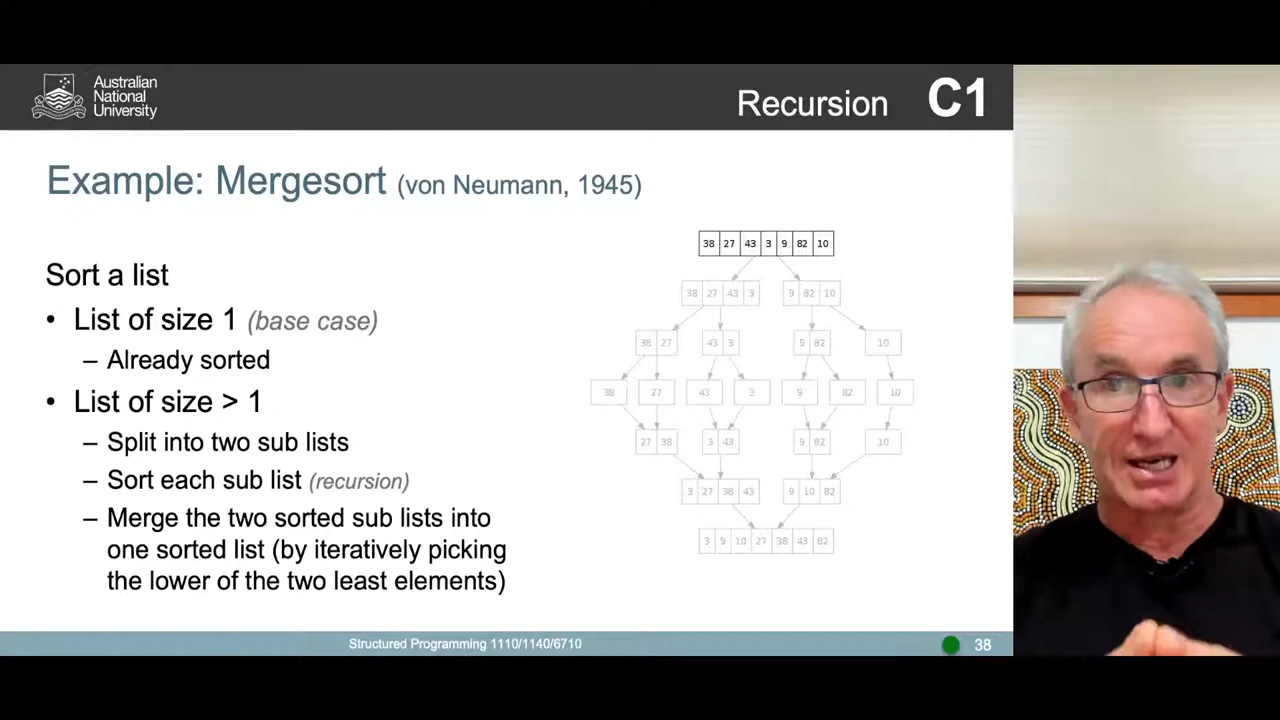 Australian
National
University
Recursion C1
Example: Mergesort (von Neumann, 1945)
Sort a list
• List of size 1 (base case)
– Already sorted
• List of size > 1
– Split into two sub lists
– Sort each sub list (recursion)
– Merge the two sorted sub lists into
one sorted list (by iteratively picking
the lower of the two least elements)
38 27 43 3 9 82 10
38 27 43 3 9 82 10
38 27 43 3 9 82 10
38 27 43 3 9 82 10
27 38 3 43 9 82 10
3 27 38 43 9 10 82
3 9 10 27 38 43 82
Structured Programming 1110/1140/6710
38